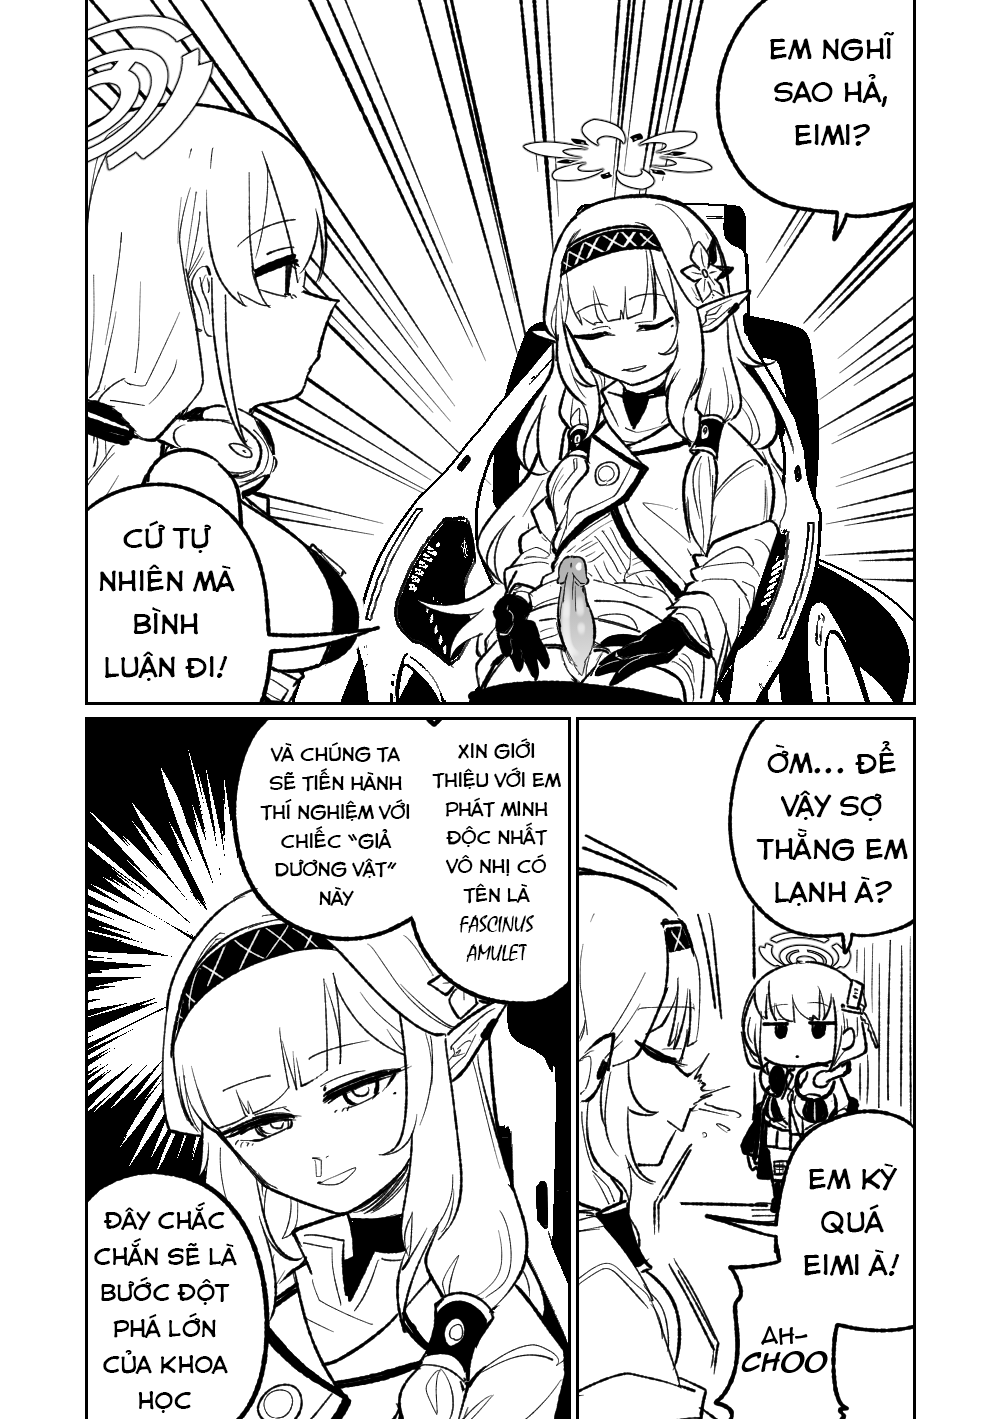 EM NGHĨ
SAO HẢ,
EIMI?
CỨ TỰ
NHIÊN MÀ
BÌNH
LUẬN ĐI!
ỜM... ĐỂ
VẬY SỢ
THẰNG EM
LẠNH À?
EM KỲ
QUÁ
EIMI À!
AH-
CHOO
XIN GIỚI
THIỆU VỚI EM
PHÁT MINH
ĐỘC NHẤT
VÔ NHỊ CÓ
TÊN LÀ
FASCINUS
AMULET
VÀ CHÚNG TA
SẼ TIẾN HÀNH
THÍ NGHIỆM VỚI
CHIẾC "GIẢ
DƯƠNG VẬT"
NÀY
ĐÂY CHẮC
CHẮN SẼ LÀ
BƯỚC ĐỘT
PHÁ LỚN
CỦA KHOA
HỌC